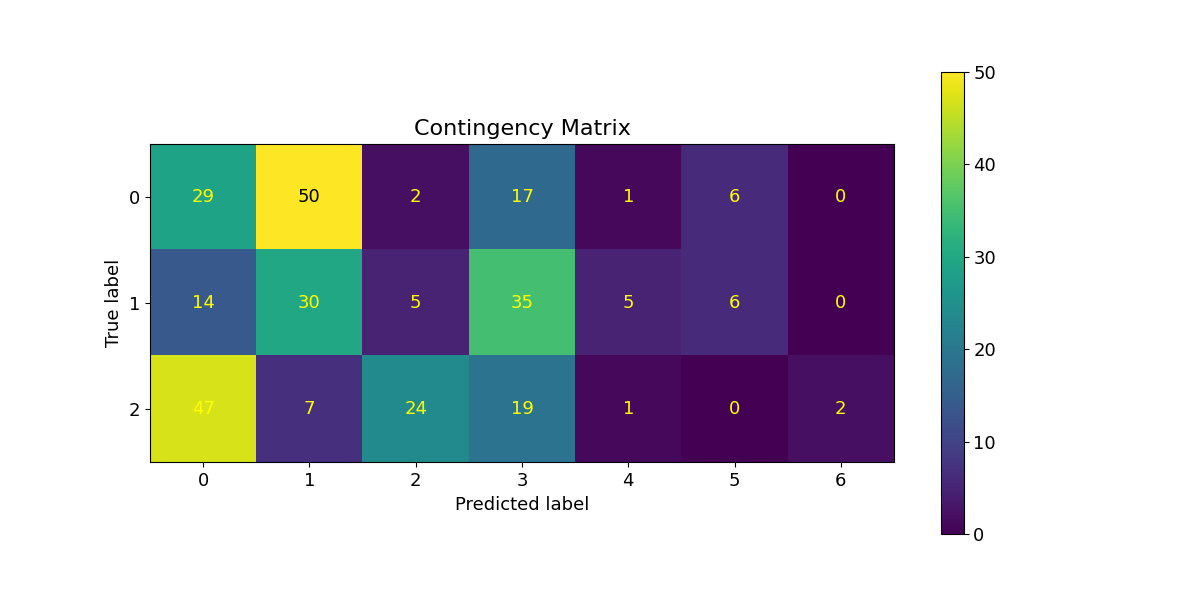 Contingency Matrix
True label
0 29 50 2 17 1 6 0
1 14 30 5 35 5 6 0
2 47 7 24 19 1 0 2
0 1 2 3 4 5 6
Predicted label
50
40
30
20
10
0